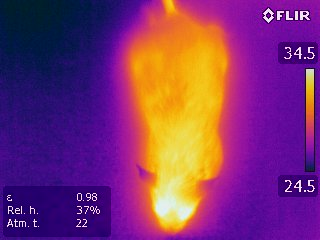 FLIR
34.5
24.5
ε 0.98
Rel. h. 37%
Atm. t. 22